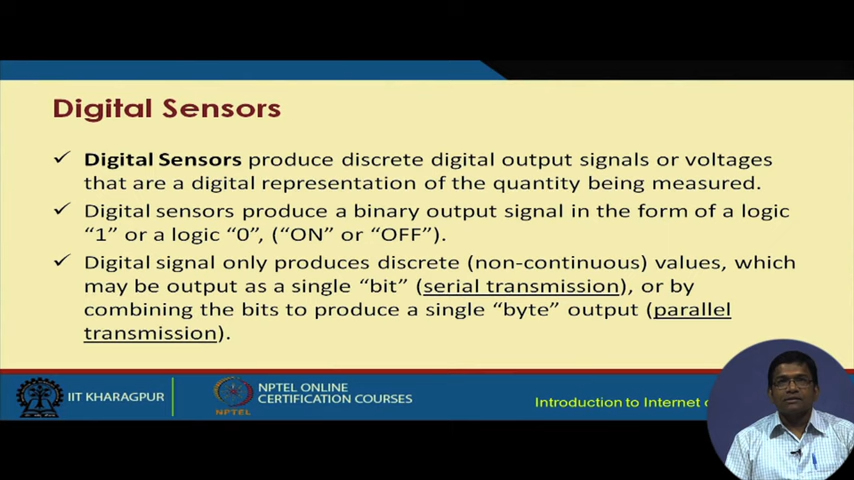 Digital Sensors
✓ Digital Sensors produce discrete digital output signals or voltages
that are a digital representation of the quantity being measured.
✓ Digital sensors produce a binary output signal in the form of a logic
“1” or a logic “0”, (“ON” or “OFF”).
✓ Digital signal only produces discrete (non-continuous) values, which
may be output as a single “bit” (serial transmission), or by
combining the bits to produce a single “byte” output (parallel
transmission).
IIT KHARAGPUR
NPTEL
NPTEL ONLINE
CERTIFICATION COURSES
Introduction to Internet